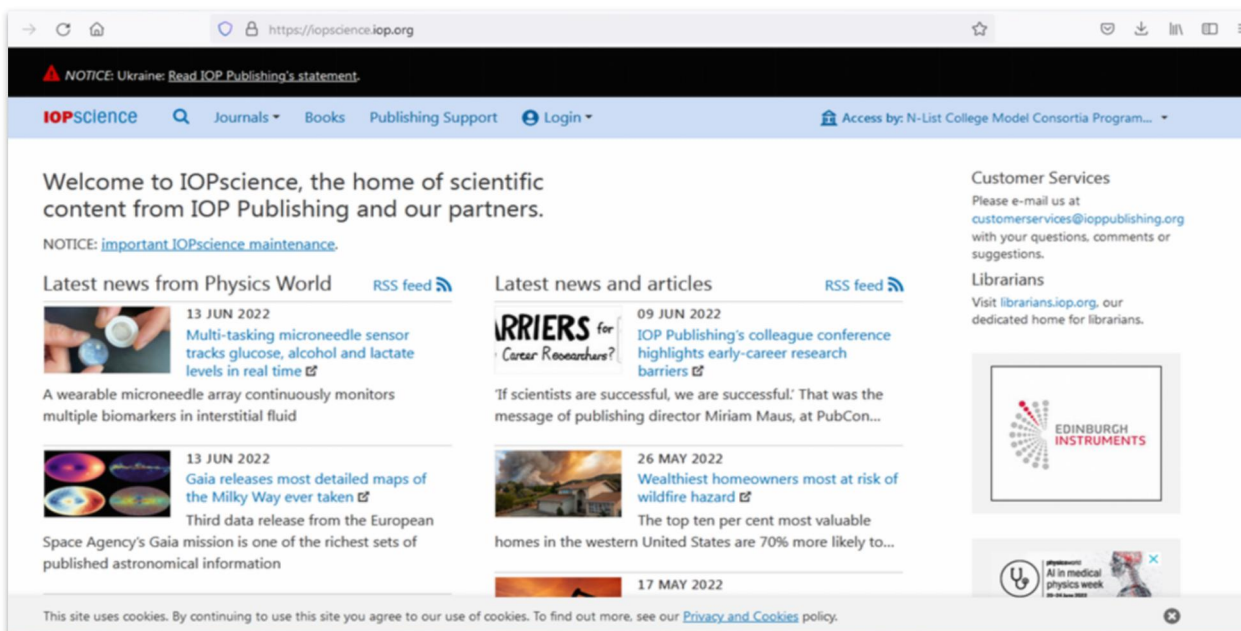 https://iopscience.iop.org
NOTICE: Ukraine: Read IOP Publishing's statement.
IOPSCIENCE Journals Books Publishing Support Login Access by: N-List College Model Consortia Program...
Welcome to IOPscience, the home of scientific
content from IOP Publishing and our partners.
NOTICE: important IOPscience maintenance.
Latest news from Physics World RSS feed
13 JUN 2022
Multi-tasking microneedle sensor
tracks glucose, alcohol and lactate
levels in real time
A wearable microneedle array continuously monitors
multiple biomarkers in interstitial fluid
13 JUN 2022
Gaia releases most detailed maps of
the Milky Way ever taken
Third data release from the European
Space Agency's Gaia mission is one of the richest sets of
published astronomical information
Latest news and articles RSS feed
ARRIERS for
Career Researchers?
09 JUN 2022
IOP Publishing's colleague conference
highlights early-career research
barriers
'If scientists are successful, we are successful.' That was the
message of publishing director Miriam Maus, at PubCon...
26 MAY 2022
Wealthiest homeowners most at risk of
wildfire hazard
The top ten per cent most valuable
homes in the western United States are 70% more likely to...
17 MAY 2022
Customer Services
Please e-mail us at
customerservices@ioppublishing.org
with your questions, comments or
suggestions.
Librarians
Visit librarians.iop.org, our
dedicated home for librarians.
EDINBURGH
INSTRUMENTS
physicsworld
AI in medical
physics week
20–24 June 2022
This site uses cookies. By continuing to use this site you agree to our use of cookies. To find out more, see our Privacy and Cookies policy.